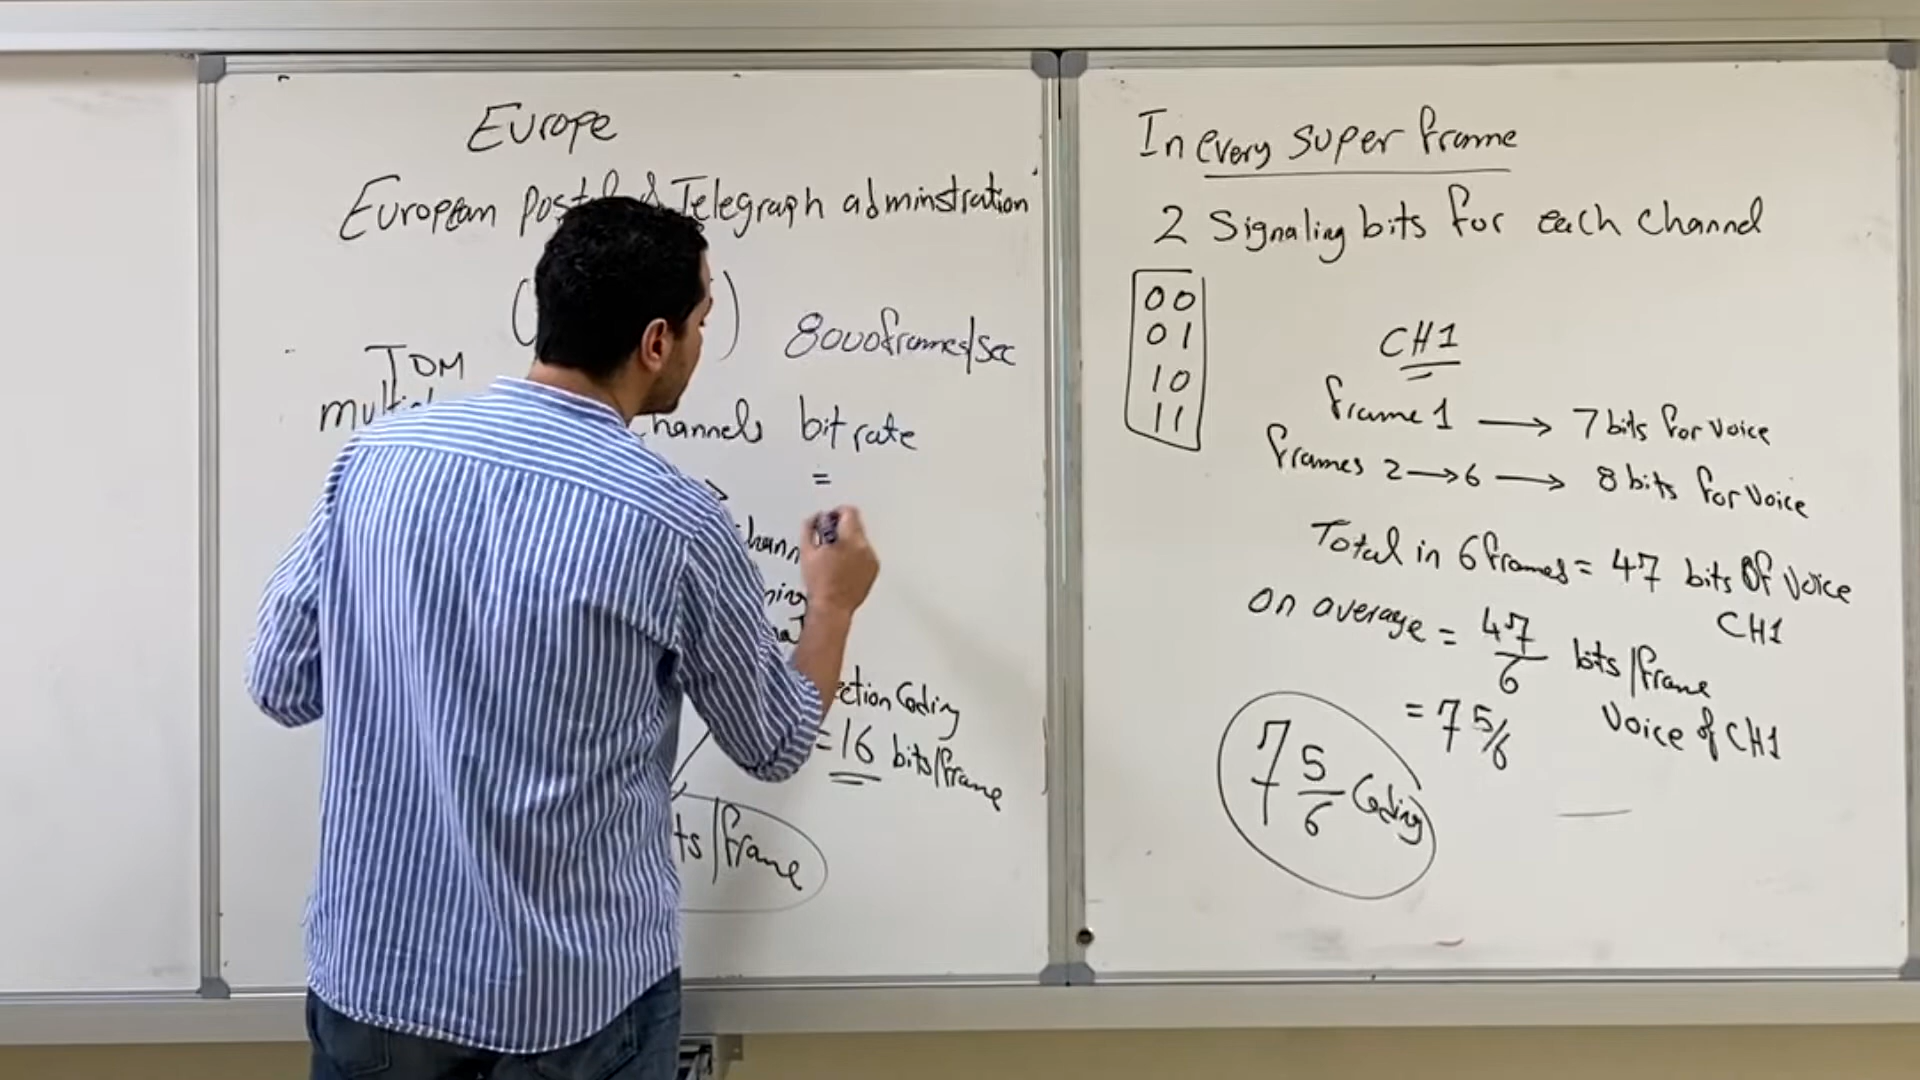 Europe
European & Telegraph adminstration
( )
8000 frames/sec
TDM
channels
bit rate
=
ection Coding
= 16 bits/frame
ts/frame
In every super frame
2 Signaling bits for each channel
00
01
10
11
CH1
frame 1 → 7 bits for voice
frames 2 → 6 → 8 bits for voice
Total in 6 frames = 47 bits of voice
CH1
on average = 47/6 bits/frame
= 7 5/6 voice of CH1
7 5/6 Coding